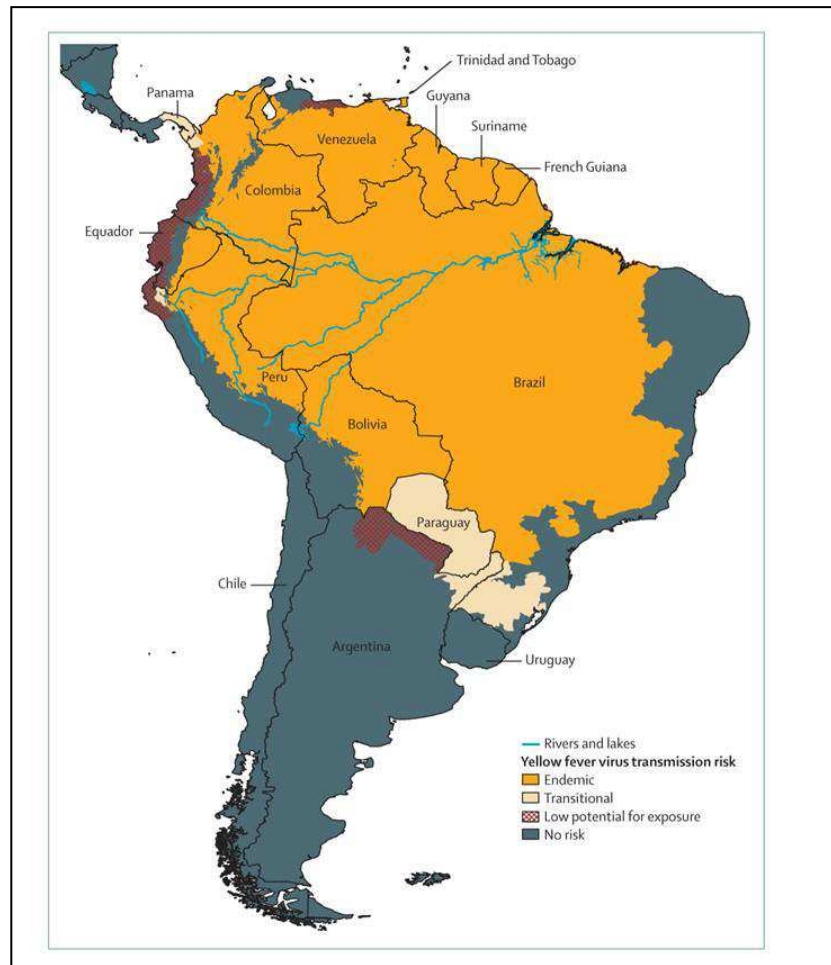 Trinidad and Tobago
Panama
Guyana
Suriname
Venezuela
French Guiana
Colombia
Equador
Peru
Brazil
Bolivia
Paraguay
Chile
Argentina
Uruguay
Rivers and lakes
Yellow fever virus transmission risk
Endemic
Transitional
Low potential for exposure
No risk